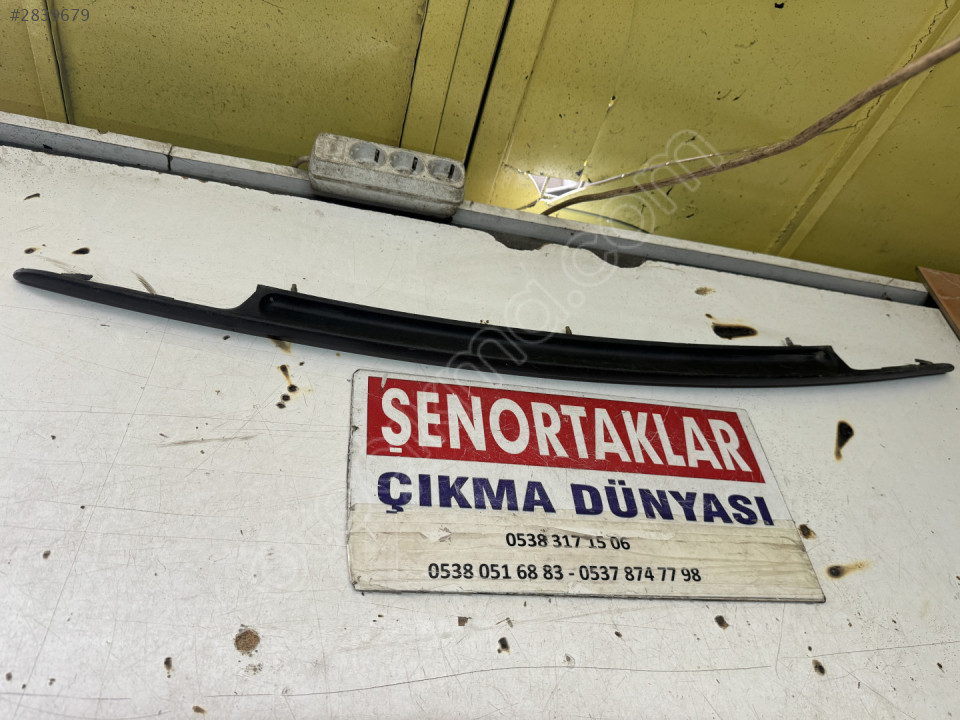 #2839679
ŞENORTAKLAR
ÇIKMA DÜNYASI
0538 317 15 06
0538 051 68 83 - 0537 874 77 98